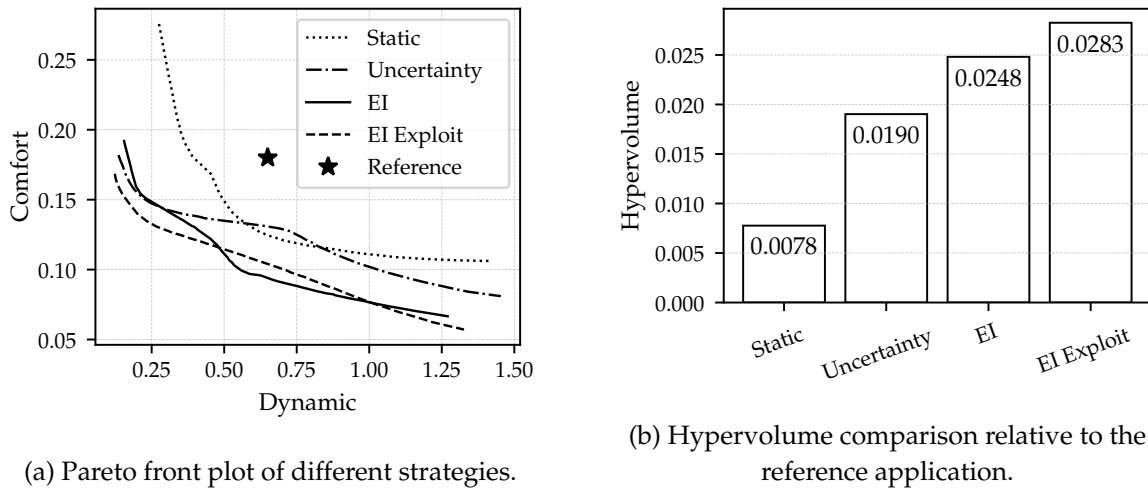 0.25
0.20
0.15
0.10
0.05
Comfort
0.25
0.50
0.75
1.00
1.25
1.50
Dynamic
Static
Uncertainty
EI
EI Exploit
Reference
(a) Pareto front plot of different strategies.
0.025
0.020
0.015
0.010
0.005
0.000
Hypervolume
0.0078
0.0190
0.0248
0.0283
Static
Uncertainty
EI
EI Exploit
(b) Hypervolume comparison relative to the
reference application.